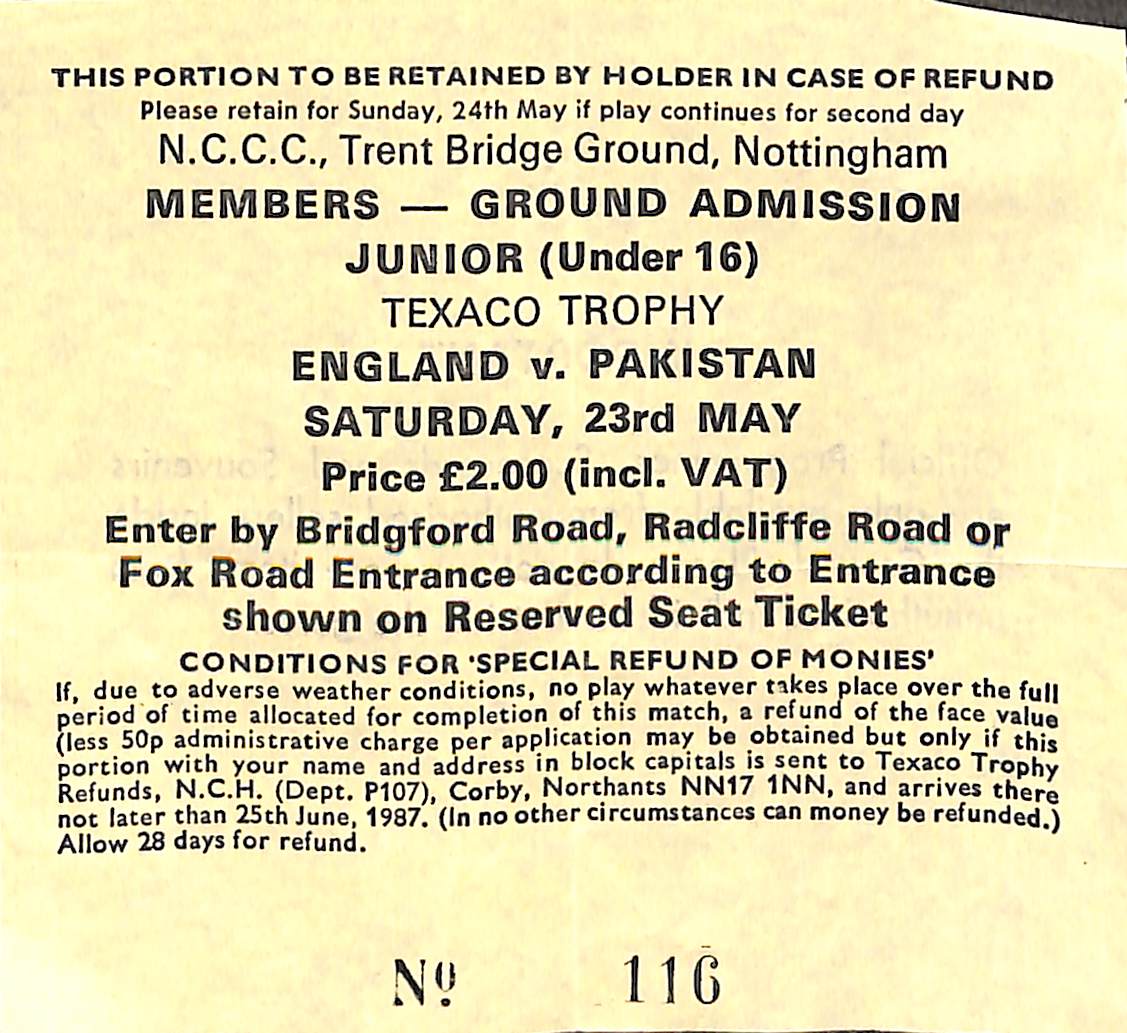 THIS PORTION TO BE RETAINED BY HOLDER IN CASE OF REFUND
Please retain for Sunday, 24th May if play continues for second day
N.C.C.C., Trent Bridge Ground, Nottingham
MEMBERS — GROUND ADMISSION
JUNIOR (Under 16)
TEXACO TROPHY
ENGLAND v. PAKISTAN
SATURDAY, 23rd MAY
Price £2.00 (incl. VAT)
Enter by Bridgford Road, Radcliffe Road or
Fox Road Entrance according to Entrance
shown on Reserved Seat Ticket
CONDITIONS FOR 'SPECIAL REFUND OF MONIES'
If, due to adverse weather conditions, no play whatever takes place over the full
period of time allocated for completion of this match, a refund of the face value
(less 50p administrative charge per application may be obtained but only if this
portion with your name and address in block capitals is sent to Texaco Trophy
Refunds, N.C.H. (Dept. P107), Corby, Northants NN17 1NN, and arrives there
not later than 25th June, 1987. (In no other circumstances can money be refunded.)
Allow 28 days for refund.
Nº 116